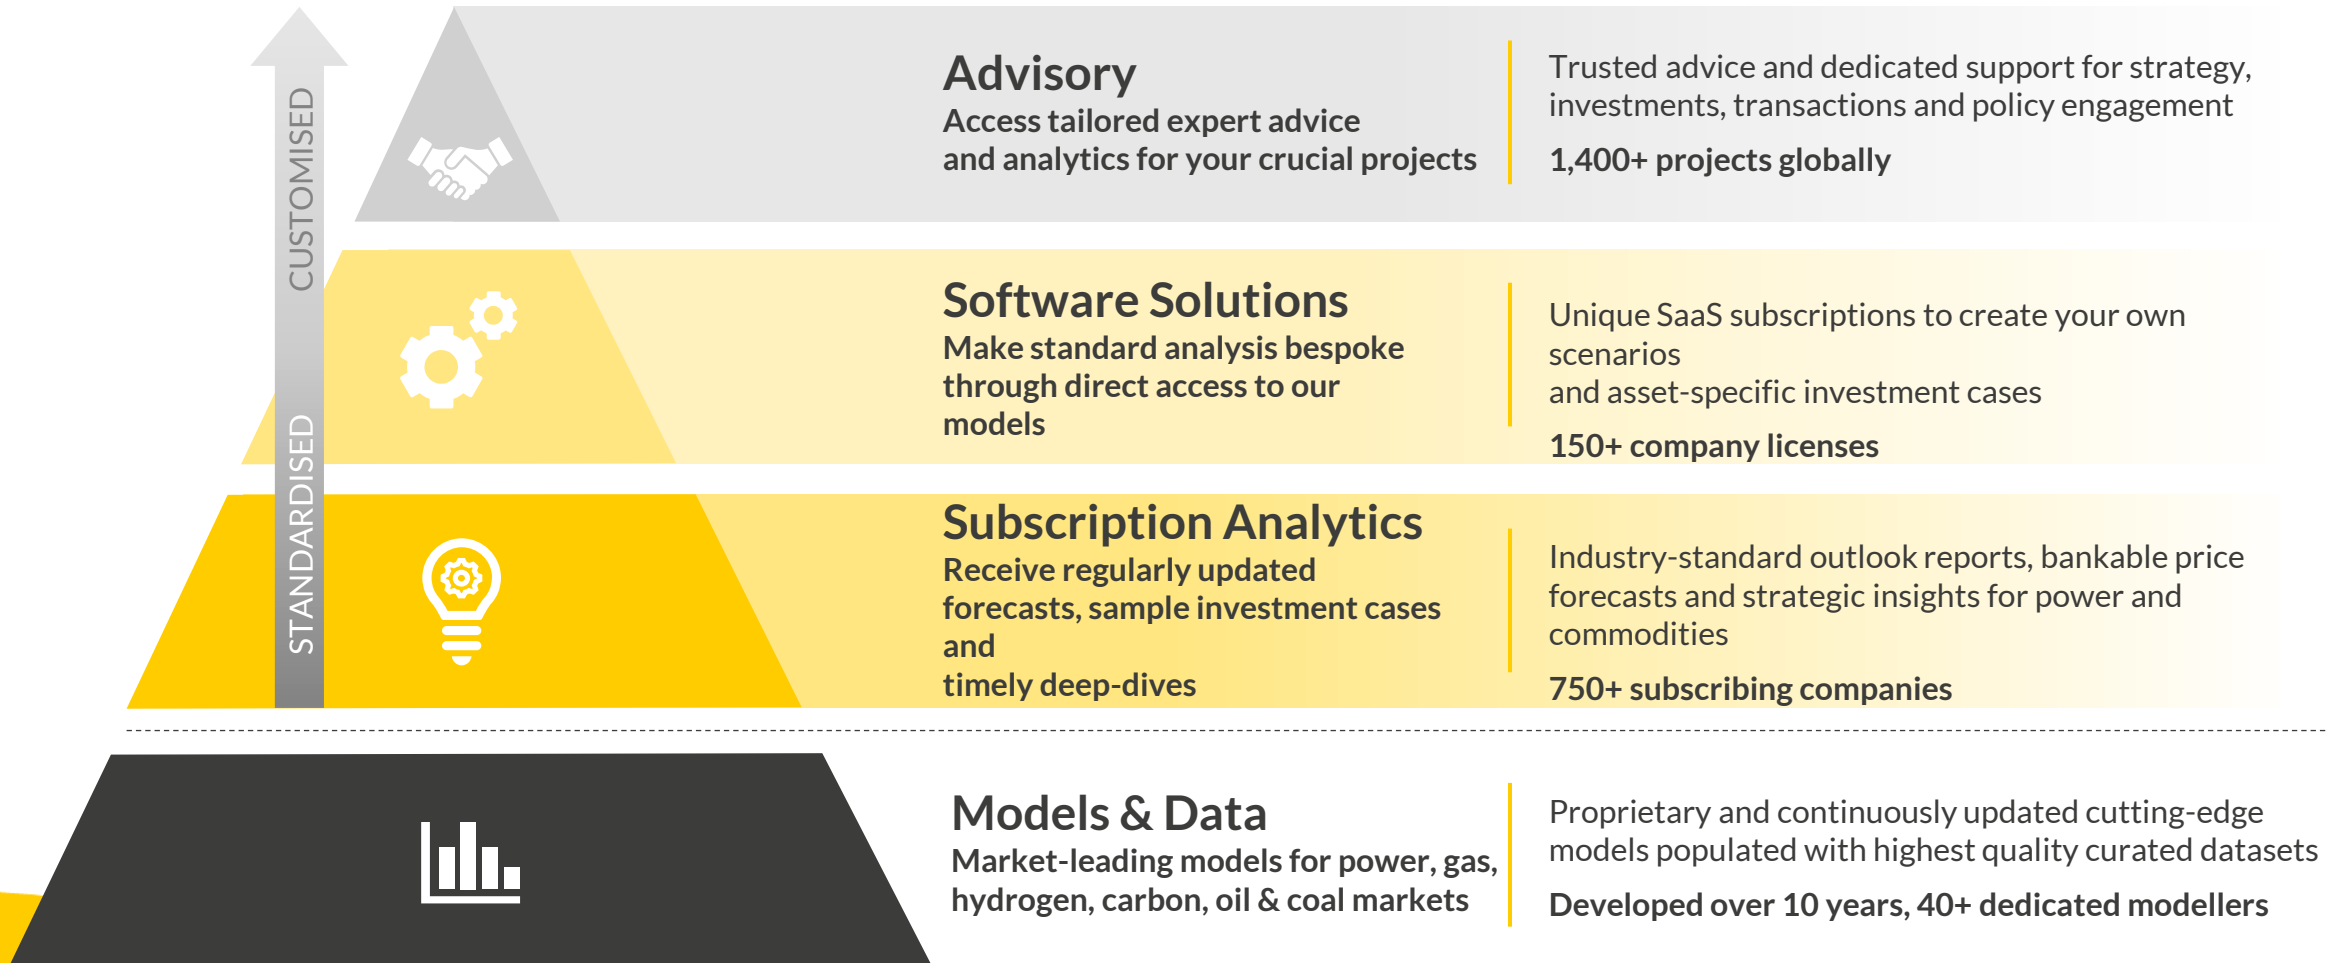 CUSTOMISED
STANDARDISED
Advisory
Access tailored expert advice
and analytics for your crucial projects
Trusted advice and dedicated support for strategy,
investments, transactions and policy engagement
1,400+ projects globally
Software Solutions
Make standard analysis bespoke
through direct access to our
models
Unique SaaS subscriptions to create your own
scenarios
and asset-specific investment cases
150+ company licenses
Subscription Analytics
Receive regularly updated
forecasts, sample investment cases
and
timely deep-dives
Industry-standard outlook reports, bankable price
forecasts and strategic insights for power and
commodities
750+ subscribing companies
Models & Data
Market-leading models for power, gas,
hydrogen, carbon, oil & coal markets
Proprietary and continuously updated cutting-edge
models populated with highest quality curated datasets
Developed over 10 years, 40+ dedicated modellers